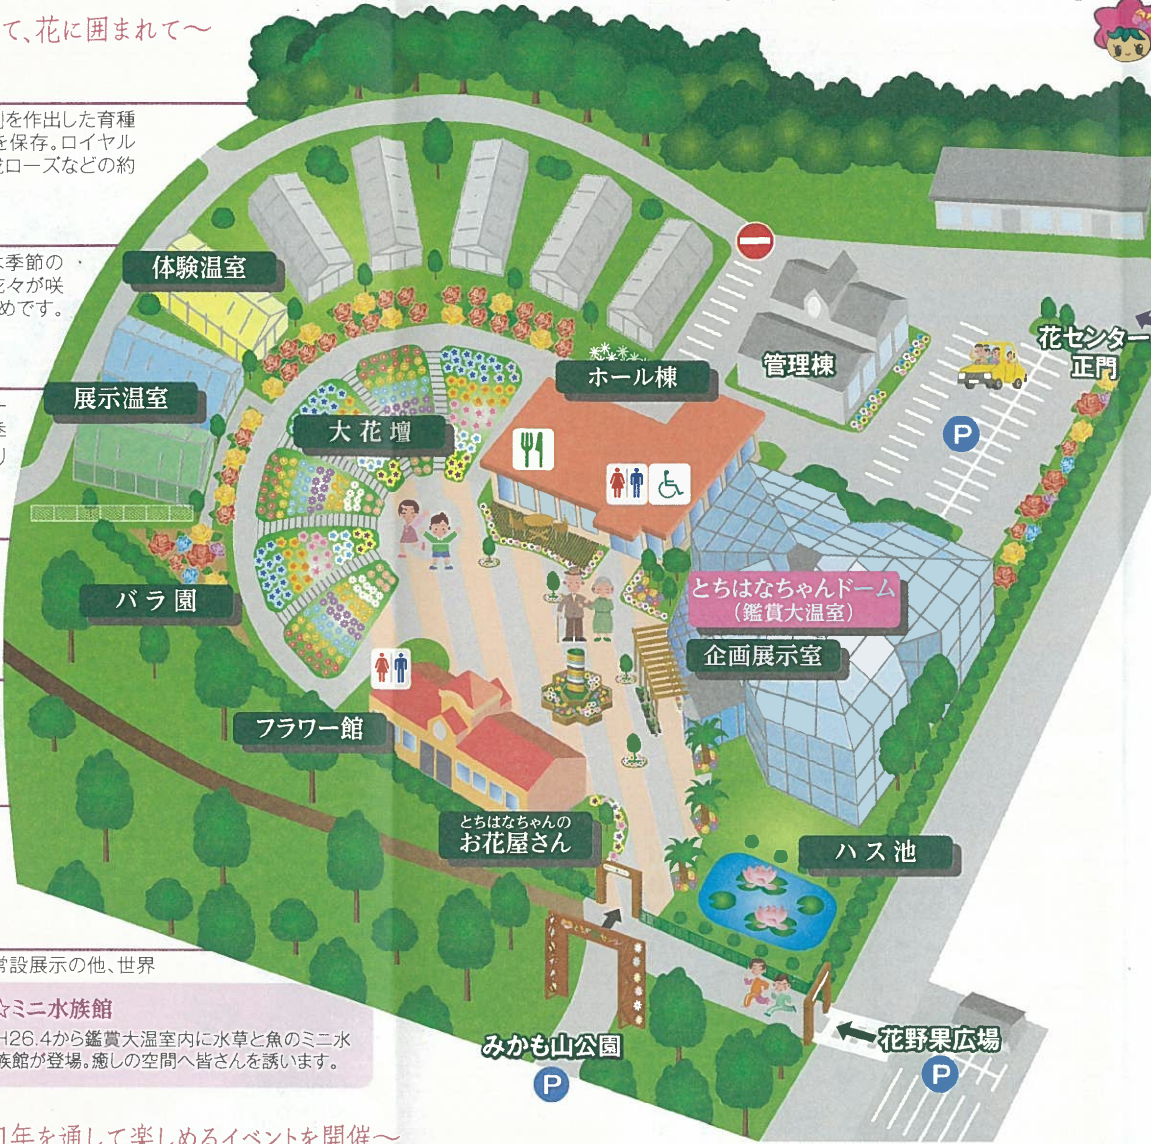 て、花に囲まれて～
を作出した育種
を保存。ロイヤル
ローズなどの約
季節の
花々が咲
めです。
体験温室
展示温室
大花壇
ホール棟
管理棟
花センター
正門
P
バラ園
とちはなちゃんドーム
（鑑賞大温室）
企画展示室
フラワー館
とちはなちゃんの
お花屋さん
ハス池
常設展示の他、世界
☆ミニ水族館
H26.4から鑑賞大温室内に水草と魚のミニ水
族館が登場。癒しの空間へ皆さんを誘います。
みかも山公園
P
花野果広場
P
1年を通して楽しめるイベントを開催～